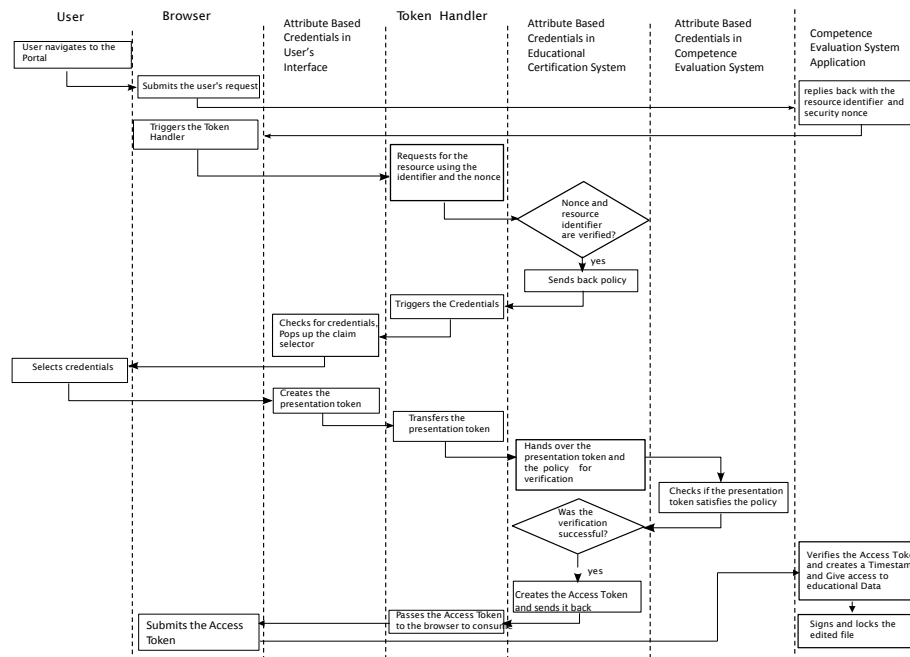 User
Browser
Attribute Based
Credentials in
User's
Interface
Token Handler
Attribute Based
Credentials in
Educational
Certification System
Attribute Based
Credentials in
Competence
Evaluation System
Competence
Evaluation System
Application
User navigates to the
Portal
Submits the user's request
replies back with the
resource identifier and
security nonce
Triggers the Token
Handler
Requests for the
resource using the
identifier and the nonce
Nonce and
resource
identifier
are verified?
yes
Sends back policy
Triggers the Credentials
Checks for credentials,
Pops up the claim
selector
Selects credentials
Creates the
presentation token
Transfers the
presentation token
Hands over the
presentation token and
the policy for
verification
Checks if the presentation
token satisfies the policy
Was the
verification
successful?
yes
Creates the Access Token
and sends it back
Passes the Access Token
to the browser to consume
Submits the Access
Token
Verifies the Access Toke
and creates a Timestam
and Give access to
educational Data
Signs and locks the
edited file